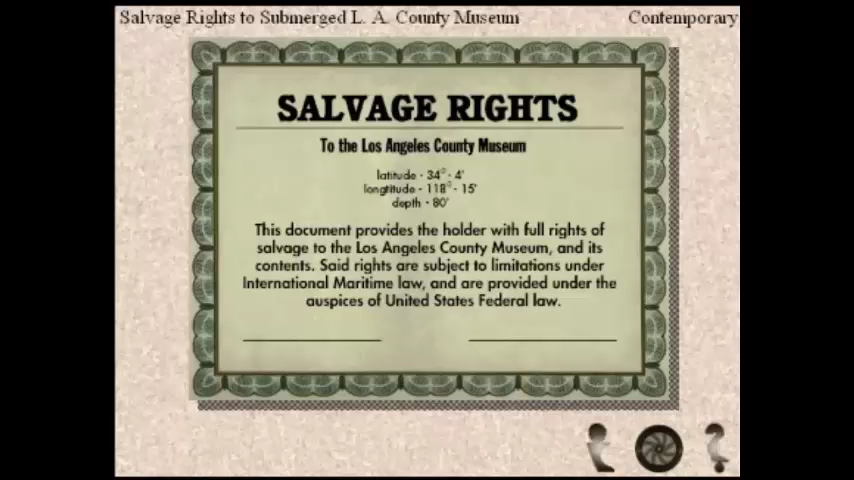 Salvage Rights to Submerged L. A. County Museum
Contemporary
SALVAGE RIGHTS
To the Los Angeles County Museum
latitude - 34° - 4'
longtitude - 118° - 15'
depth - 80'
This document provides the holder with full rights of
salvage to the Los Angeles County Museum, and its
contents. Said rights are subject to limitations under
International Maritime law, and are provided under the
auspices of United States Federal law.